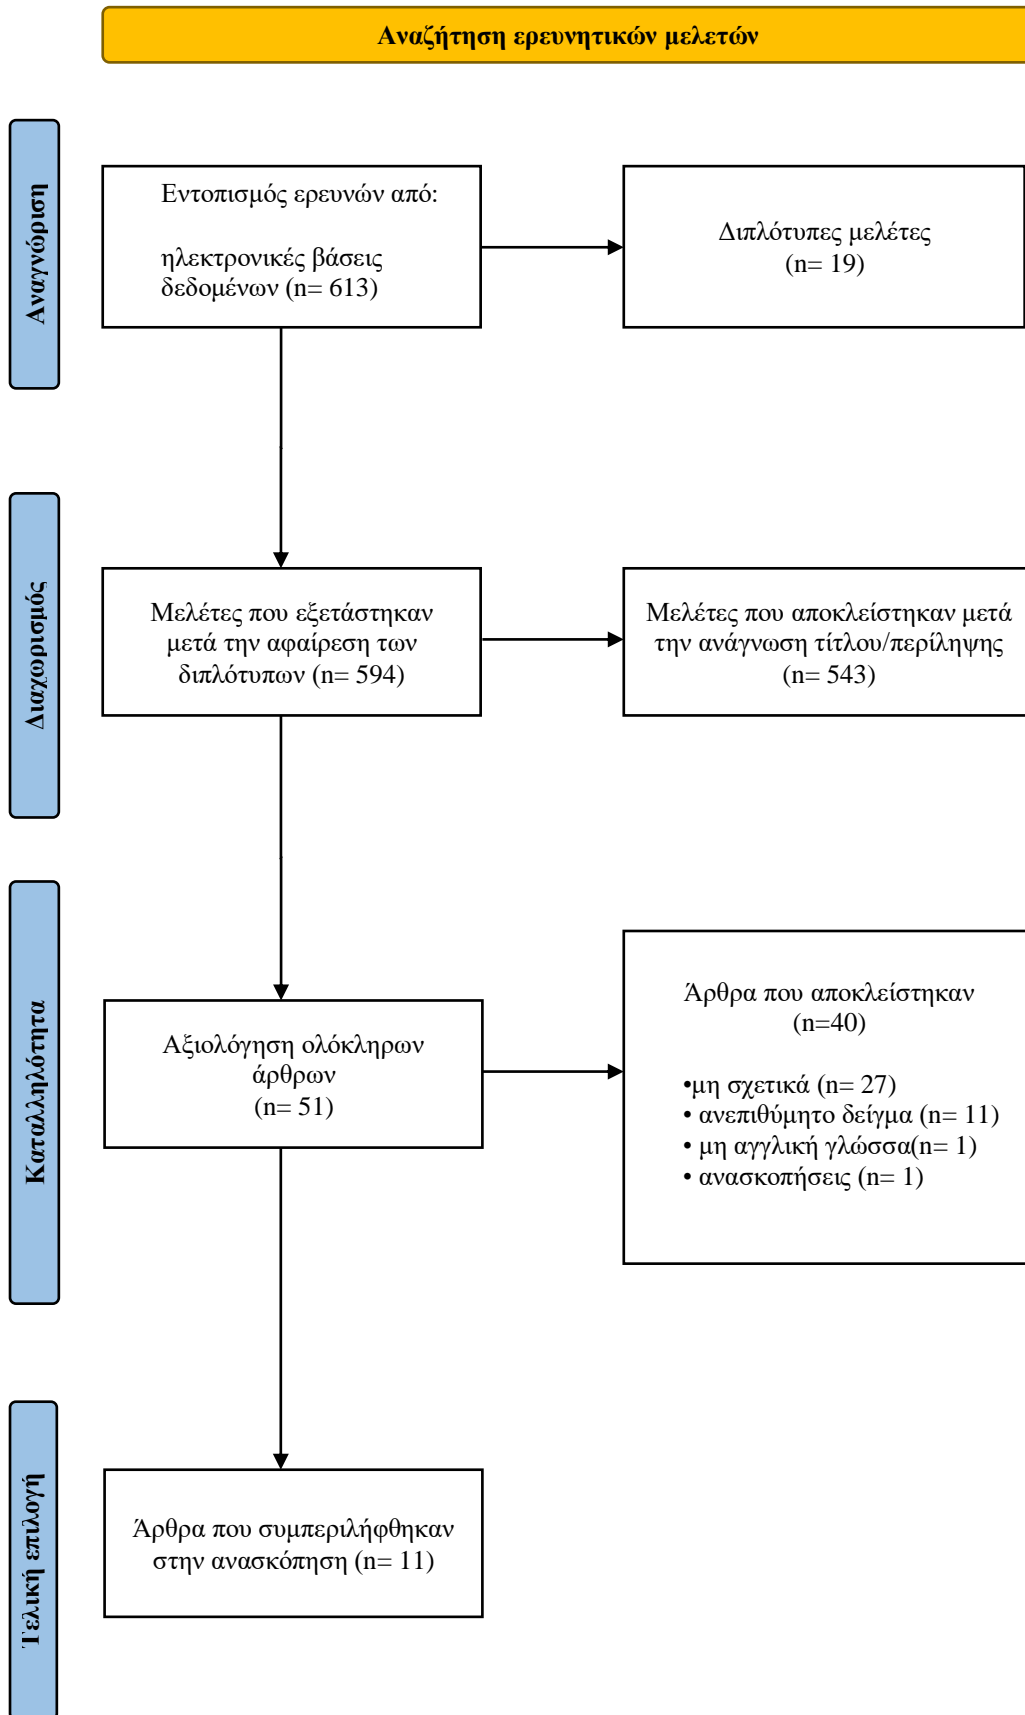 Αναζήτηση ερευνητικών μελετών
Αναγνώριση
Εντοπισμός ερευνών από:
ηλεκτρονικές βάσεις
δεδομένων (n= 613)
Διπλότυπες μελέτες
(n= 19)
Διαχωρισμός
Μελέτες που εξετάστηκαν
μετά την αφαίρεση των
διπλότυπων (n= 594)
Μελέτες που αποκλείστηκαν μετά
την ανάγνωση τίτλου/περίληψης
(n= 543)
Καταλληλότητα
Αξιολόγηση ολόκληρων
άρθρων
(n= 51)
Άρθρα που αποκλείστηκαν
(n=40)
•μη σχετικά (n= 27)
• ανεπιθύμητο δείγμα (n= 11)
• μη αγγλική γλώσσα(n= 1)
• ανασκοπήσεις (n= 1)
Τελική επιλογή
Άρθρα που συμπεριλήφθηκαν
στην ανασκόπηση (n= 11)